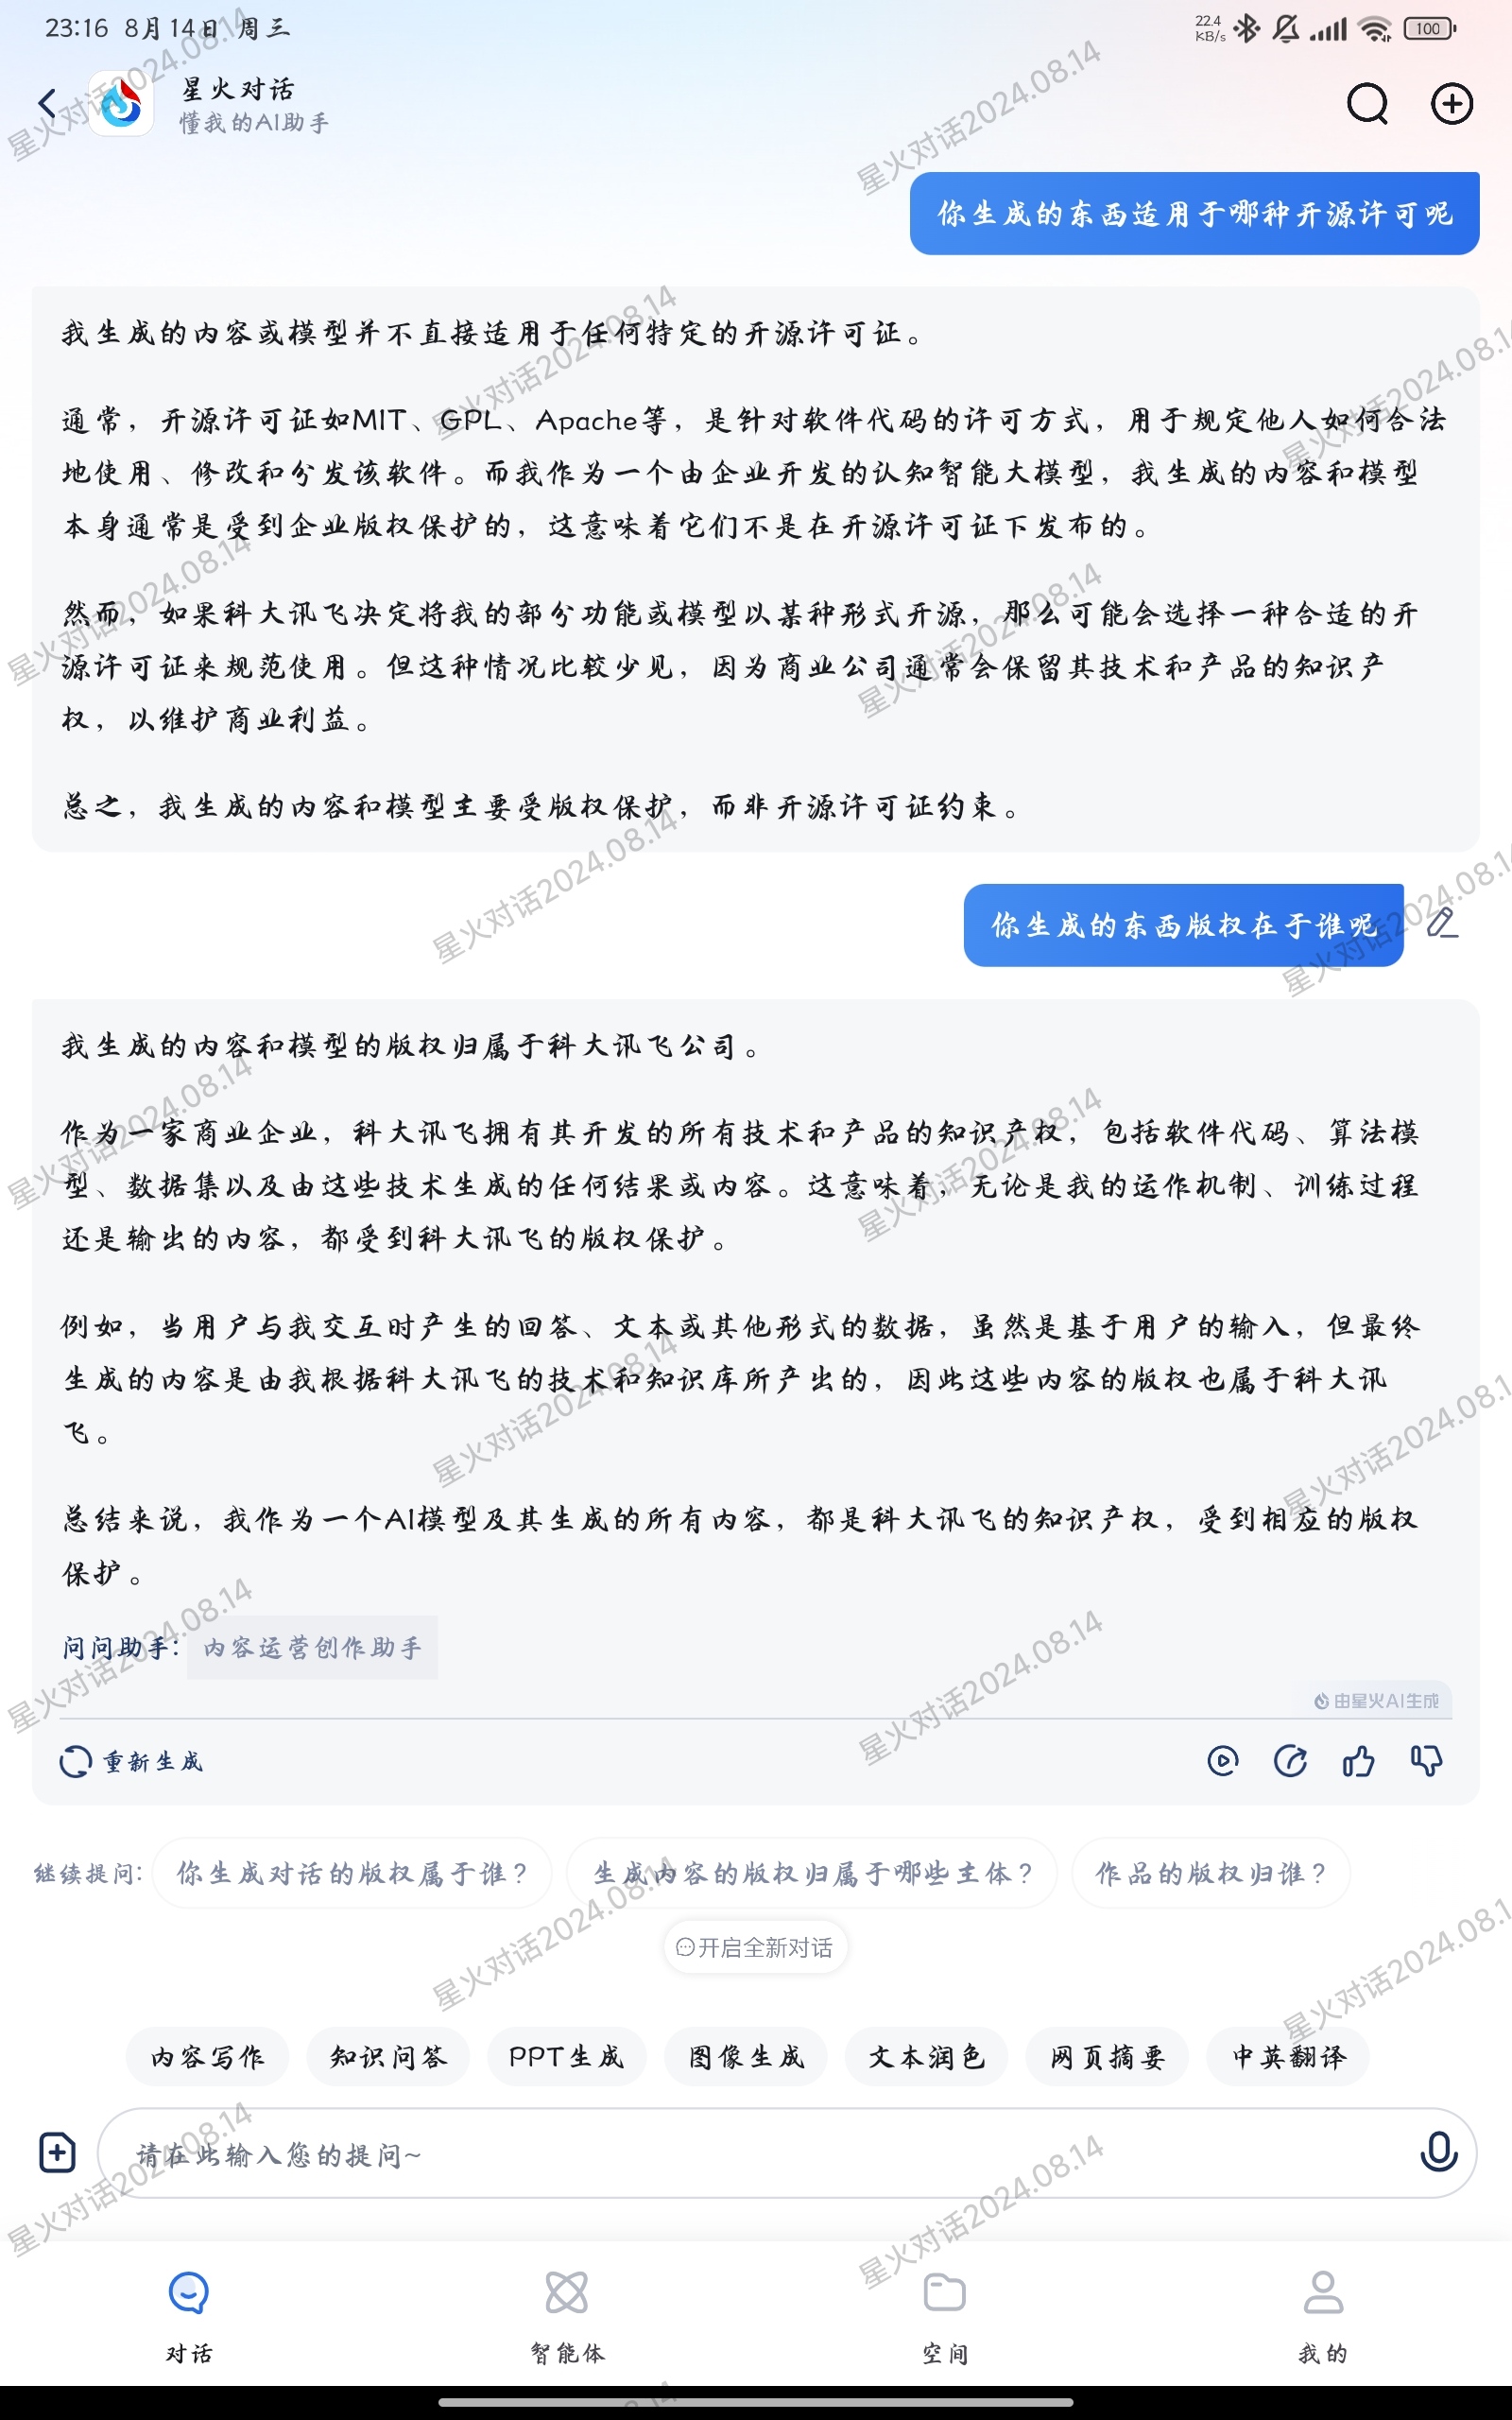 23:16 8月14日 周三
22.4 KB/s
100
星火对话
懂我的AI助手
你生成的东西适用于哪种开源许可呢
我生成的内容或模型并不直接适用于任何特定的开源许可证。
通常，开源许可证如MIT、GPL、Apache等，是针对软件代码的许可方式，用于规定他人如何合法
地使用、修改和分发该软件。而我作为一个由企业开发的认知智能大模型，我生成的内容和模型
本身通常是受到企业版权保护的，这意味着它们不是在开源许可证下发布的。
然而，如果科大讯飞决定将我的部分功能或模型以某种形式开源，那么可能会选择一种合适的开
源许可证来规范使用。但这种情况比较少见，因为商业公司通常会保留其技术和产品的知识产
权，以维护商业利益。
总之，我生成的内容和模型主要受版权保护，而非开源许可证约束。
你生成的东西版权在于谁呢
我生成的内容和模型的版权归属于科大讯飞公司。
作为一家商业企业，科大讯飞拥有其开发的所有技术和产品的知识产权，包括软件代码、算法模
型、数据集以及由这些技术生成的任何结果或内容。这意味着，无论是我的运作机制、训练过程
还是输出的内容，都受到科大讯飞的版权保护。
例如，当用户与我交互时产生的回答、文本或其他形式的数据，虽然是基于用户的输入，但最终
生成的内容是由我根据科大讯飞的技术和知识库所产出的，因此这些内容的版权也属于科大讯
飞。
总结来说，我作为一个AI模型及其生成的所有内容，都是科大讯飞的知识产权，受到相应的版权
保护。
问问助手： 内容运营创作助手
由星火AI生成
重新生成
继续提问： 你生成对话的版权属于谁？ 生成内容的版权归属于哪些主体？ 作品的版权归谁？
开启全新对话
内容写作 知识问答 PPT生成 图像生成 文本润色 网页摘要 中英翻译
请在此输入您的提问~
对话 智能体 空间 我的
星火对话2024.08.14